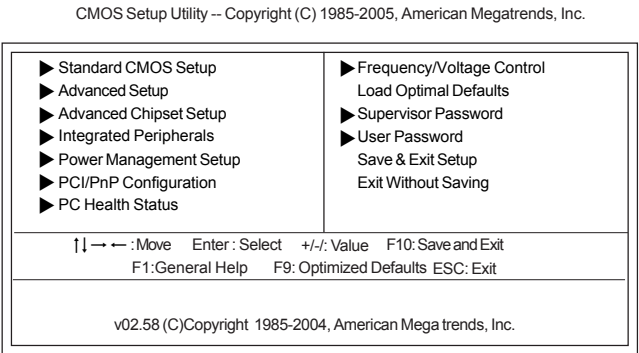 CMOS Setup Utility -- Copyright (C) 1985-2005, American Megatrends, Inc.
▶ Standard CMOS Setup
▶ Advanced Setup
▶ Advanced Chipset Setup
▶ Integrated Peripherals
▶ Power Management Setup
▶ PCI/PnP Configuration
▶ PC Health Status
▶ Frequency/Voltage Control
Load Optimal Defaults
▶ Supervisor Password
▶ User Password
Save & Exit Setup
Exit Without Saving
↑↓→← : Move Enter : Select +/-/: Value F10: Save and Exit
F1:General Help F9: Optimized Defaults ESC: Exit
v02.58 (C)Copyright 1985-2004, American Mega trends, Inc.